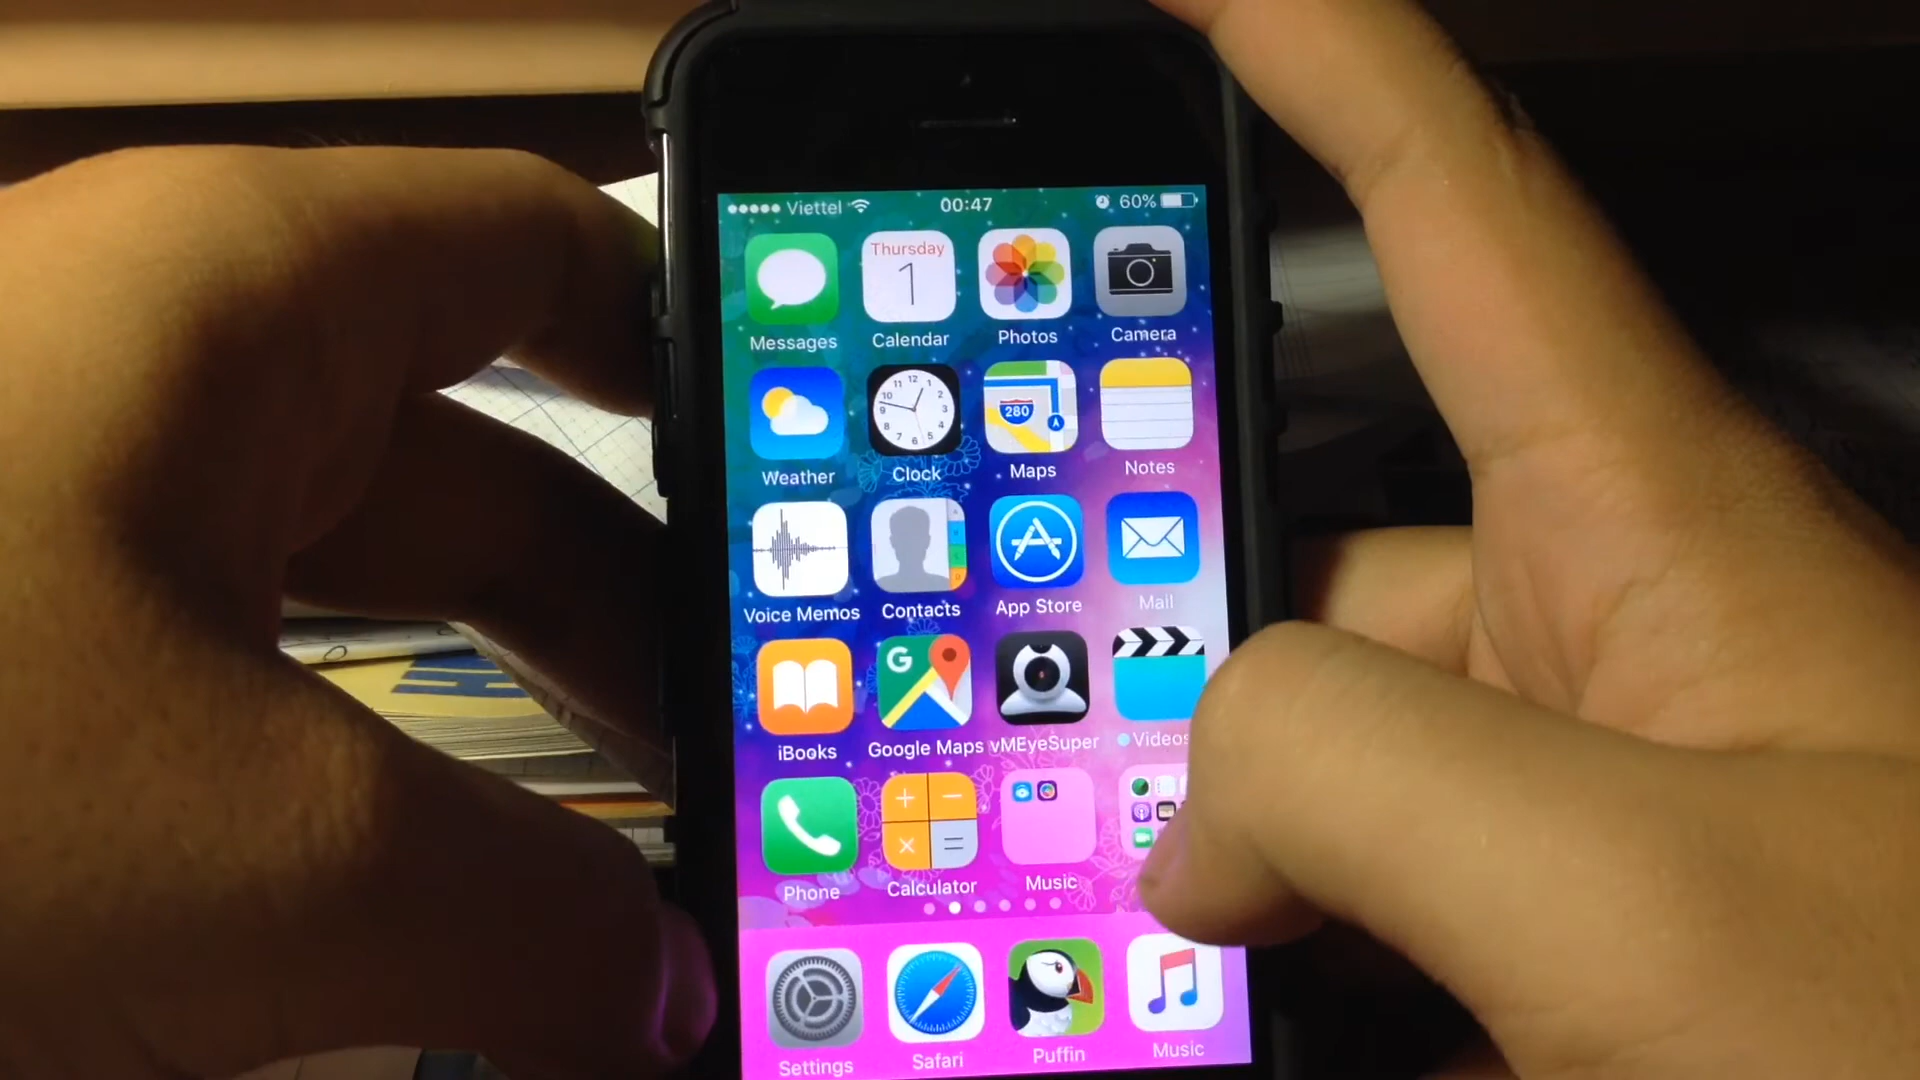 Viettel 00:47 60%
Thursday
1
Messages Calendar Photos Camera
280
Weather Clock Maps Notes
Voice Memos Contacts App Store Mail
G
iBooks Google Maps vMEyeSuper Videos
Phone Calculator Music
Settings Safari Puffin Music